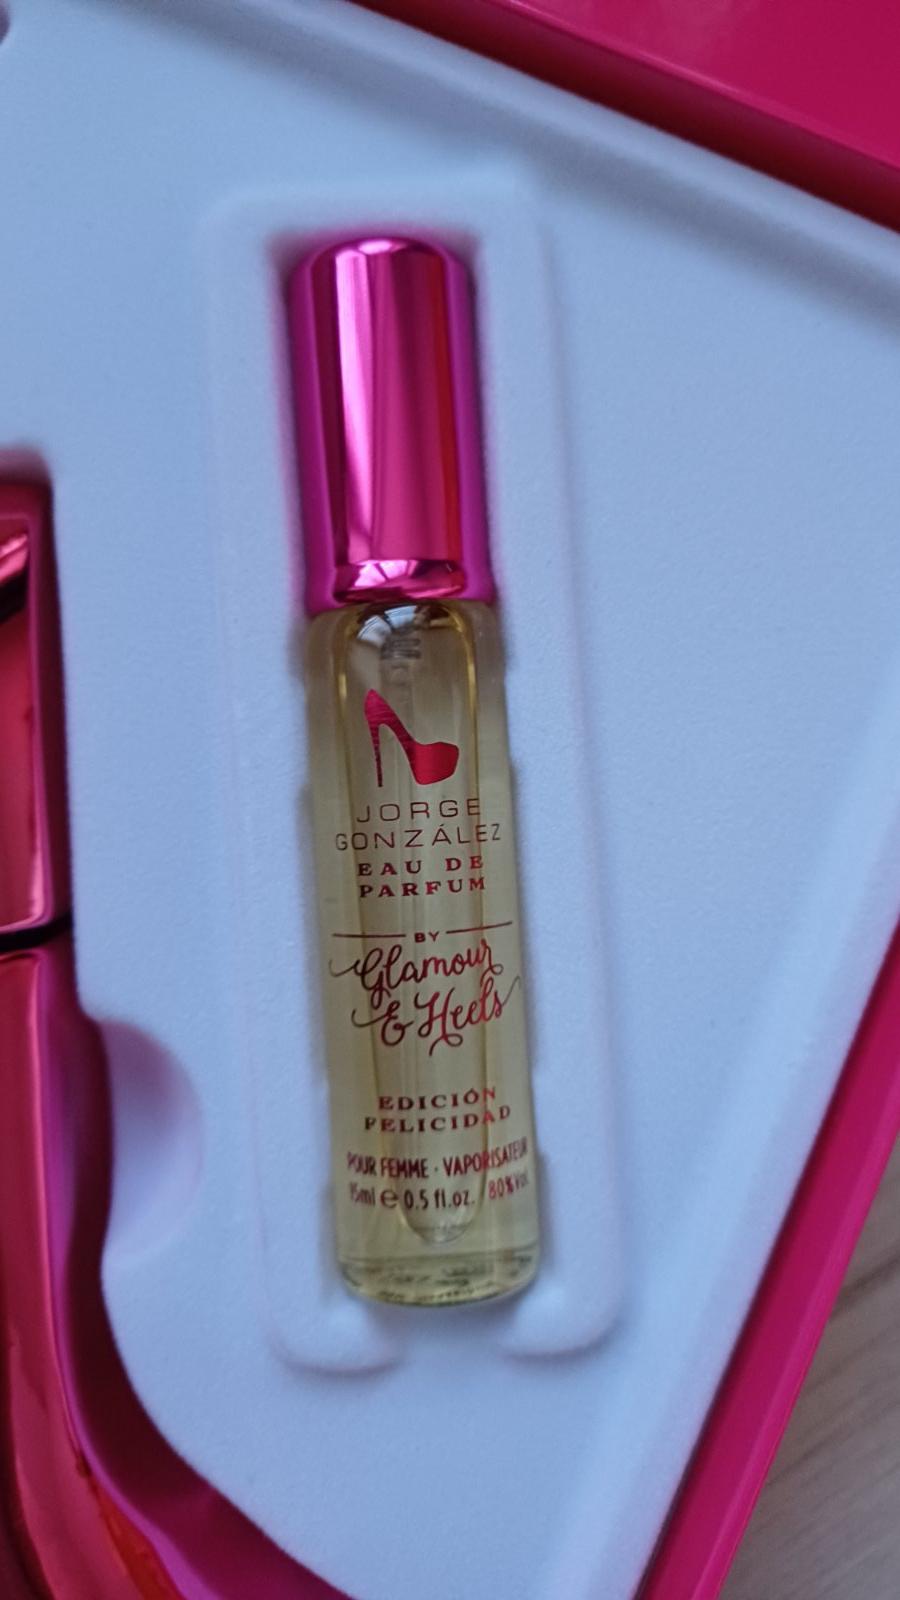 JORGE
GONZÁLEZ
EAU DE
PARFUM
BY
Glamour
& Heels
EDICIÓN
FELICIDAD
POUR FEMME · VAPORISATEUR
15ml ℮ 0.5 fl.oz. 80%Vol.